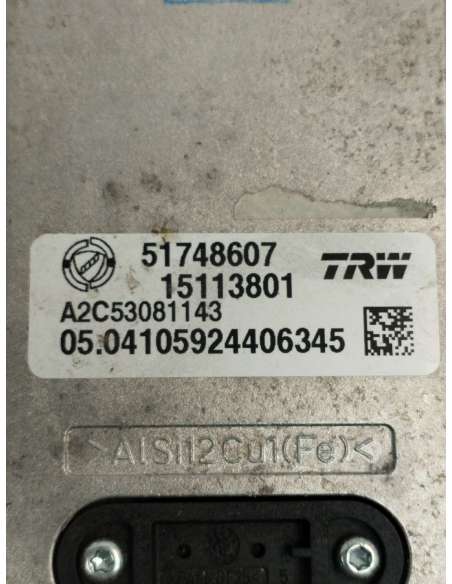 51748607
TRW
15113801
A2C53081143
05.04105924406345
>AlSi12Cu1(Fe)<